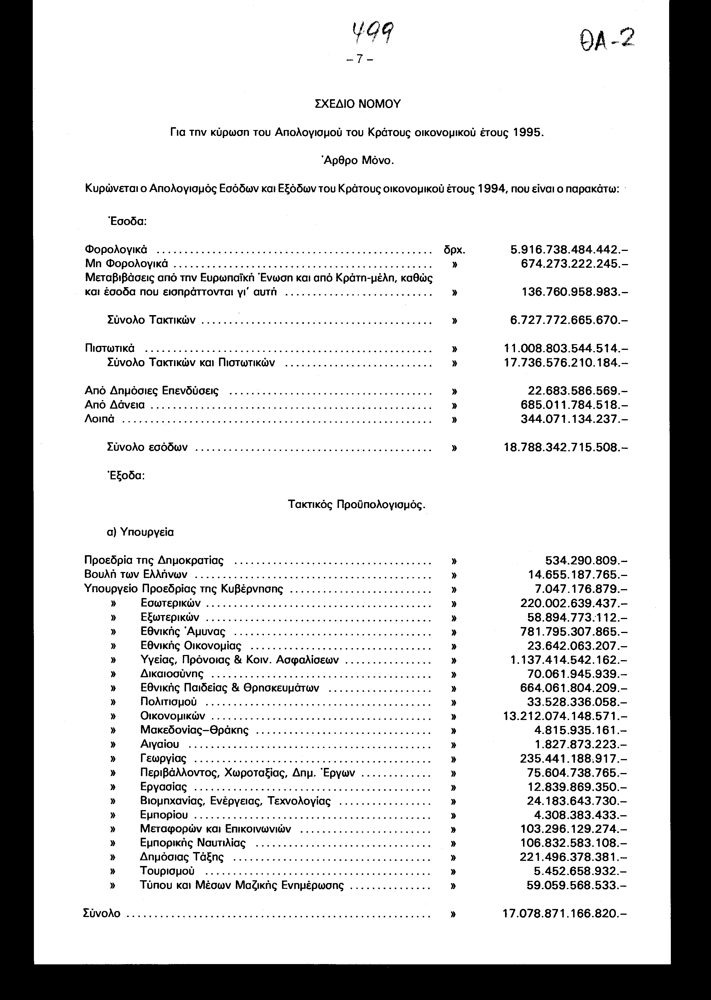 499
ΘΑ-2
– 7 –
ΣΧΕΔΙΟ ΝΟΜΟΥ
Για την κύρωση του Απολογισμού του Κράτους οικονομικού έτους 1995.
Άρθρο Μόνο.
Κυρώνεται ο Απολογισμός Εσόδων και Εξόδων του Κράτους οικονομικού έτους 1994, που είναι ο παρακάτω:
Έσοδα:
Φορολογικά ........................................ δρχ. 5.916.738.484.442.–
Μη Φορολογικά ........................................ » 674.273.222.245.–
Μεταβιβάσεις από την Ευρωπαϊκή Ένωση και από Κράτη-μέλη, καθώς
και έσοδα που εισπράττονται γι' αυτή ...................... » 136.760.958.983.–
Σύνολο Τακτικών .................................. » 6.727.772.665.670.–
Πιστωτικά ......................................... » 11.008.803.544.514.–
Σύνολο Τακτικών και Πιστωτικών ...................... » 17.736.576.210.184.–
Από Δημόσιες Επενδύσεις .............................. » 22.683.586.569.–
Από Δάνεια ......................................... » 685.011.784.518.–
Λοιπά ............................................. » 344.071.134.237.–
Σύνολο εσόδων ................................... » 18.788.342.715.508.–
Έξοδα:
Τακτικός Προϋπολογισμός.
α) Υπουργεία
Προεδρία της Δημοκρατίας ............................. » 534.290.809.–
Βουλή των Ελλήνων ................................... » 14.655.187.765.–
Υπουργείο Προεδρίας της Κυβέρνησης ..................... » 7.047.176.879.–
» Εσωτερικών ................................. » 220.002.639.437.–
» Εξωτερικών ................................. » 58.894.773.112.–
» Εθνικής Άμυνας ............................. » 781.795.307.865.–
» Εθνικής Οικονομίας .......................... » 23.642.063.207.–
» Υγείας, Πρόνοιας & Κοιν. Ασφαλίσεων ............. » 1.137.414.542.162.–
» Δικαιοσύνης ................................ » 70.061.945.939.–
» Εθνικής Παιδείας & Θρησκευμάτων ............... » 664.061.804.209.–
» Πολιτισμού ................................. » 33.528.336.058.–
» Οικονομικών ................................ » 13.212.074.148.571.–
» Μακεδονίας–Θράκης .......................... » 4.815.935.161.–
» Αιγαίου ................................... » 1.827.873.223.–
» Γεωργίας .................................. » 235.441.188.917.–
» Περιβάλλοντος, Χωροταξίας, Δημ. Έργων .......... » 75.604.738.765.–
» Εργασίας .................................. » 12.839.869.350.–
» Βιομηχανίας, Ενέργειας, Τεχνολογίας .............. » 24.183.643.730.–
» Εμπορίου .................................. » 4.308.383.433.–
» Μεταφορών και Επικοινωνιών ................... » 103.296.129.274.–
» Εμπορικής Ναυτιλίας .......................... » 106.832.583.108.–
» Δημόσιας Τάξης ............................. » 221.496.378.381.–
» Τουρισμού ................................. » 5.452.658.932.–
» Τύπου και Μέσων Μαζικής Ενημέρωσης ............ » 59.059.568.533.–
Σύνολο ............................................ » 17.078.871.166.820.–